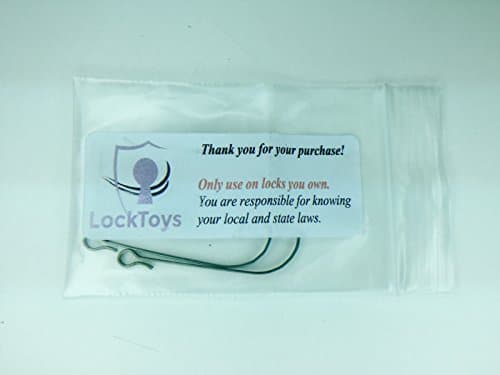 Thank you for your purchase!
Only use on locks you own.
You are responsible for knowing
your local and state laws.
LockToys